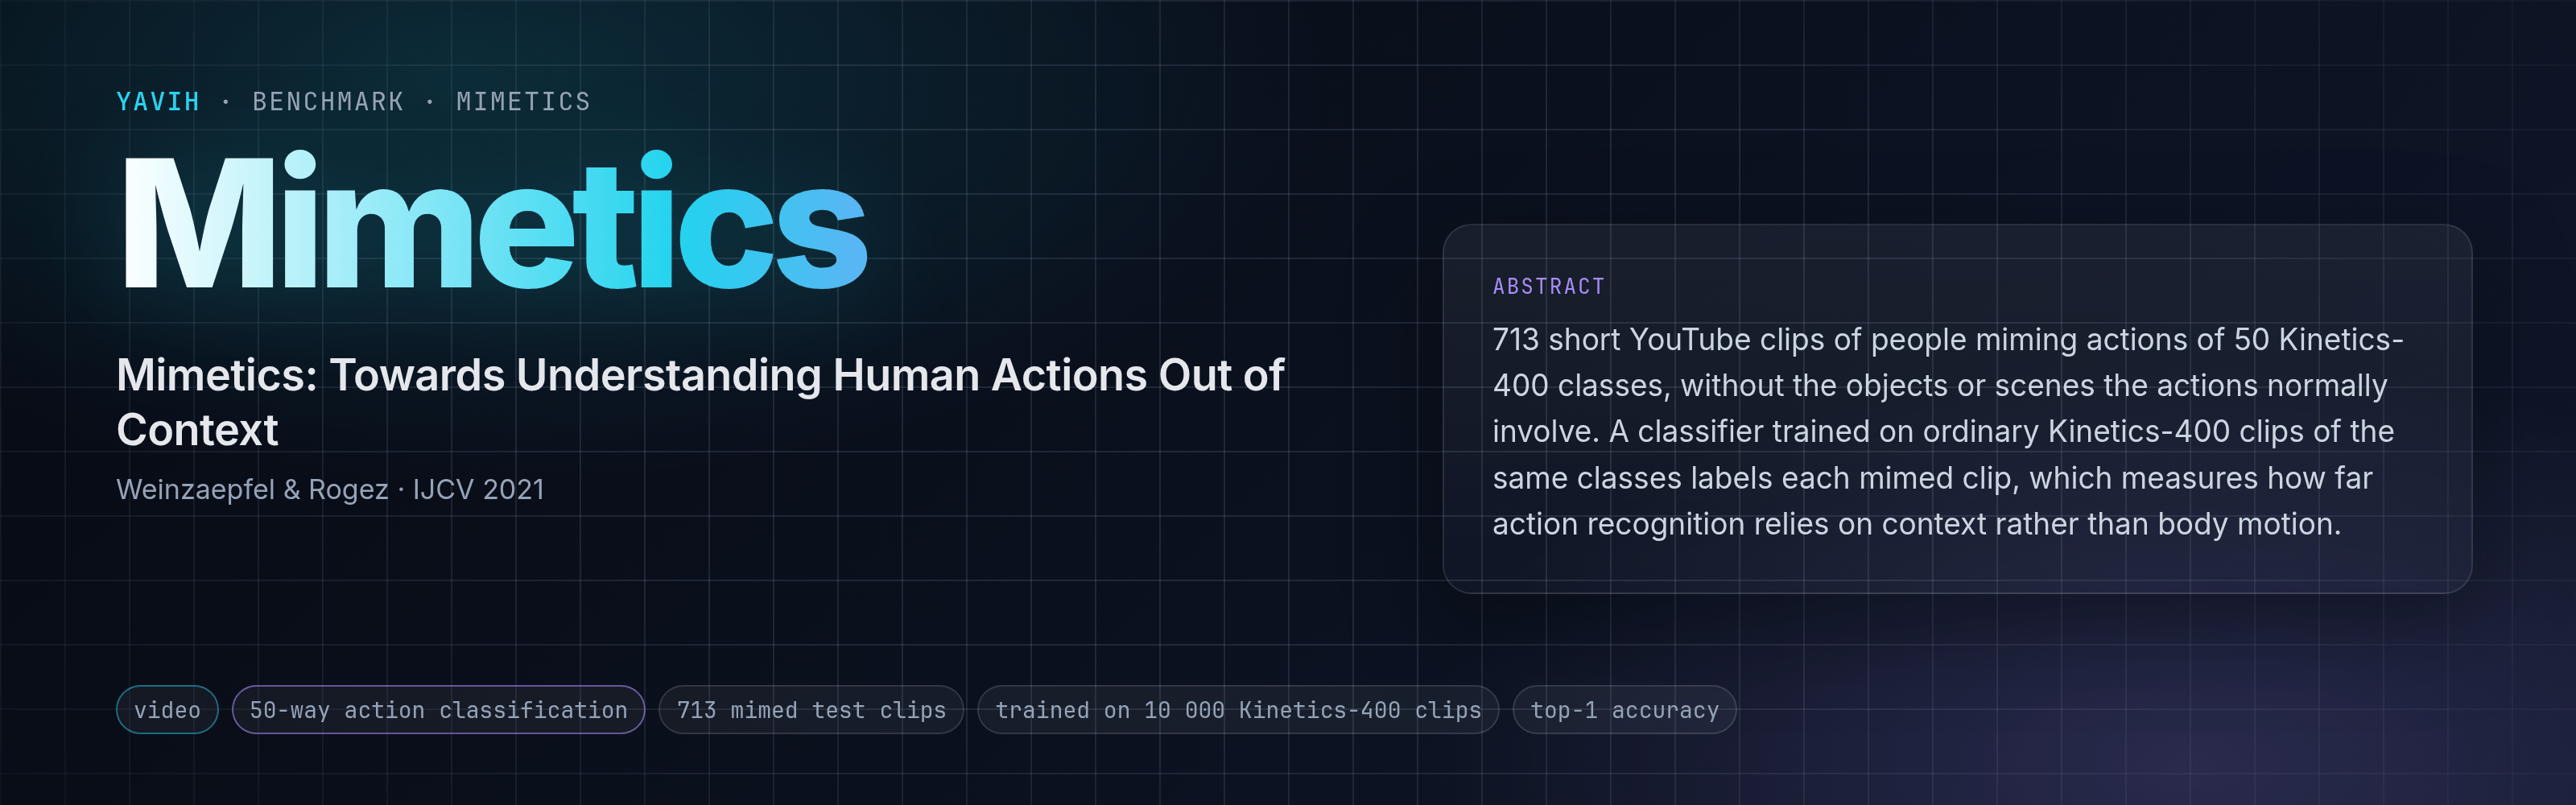 YAVIH · BENCHMARK · MIMETICS
Mimetics
Mimetics: Towards Understanding Human Actions Out of
Context
Weinzaepfel & Rogez · IJCV 2021
ABSTRACT
713 short YouTube clips of people miming actions of 50 Kinetics-
400 classes, without the objects or scenes the actions normally
involve. A classifier trained on ordinary Kinetics-400 clips of the
same classes labels each mimed clip, which measures how far
action recognition relies on context rather than body motion.
video
50-way action classification
713 mimed test clips
trained on 10 000 Kinetics-400 clips
top-1 accuracy